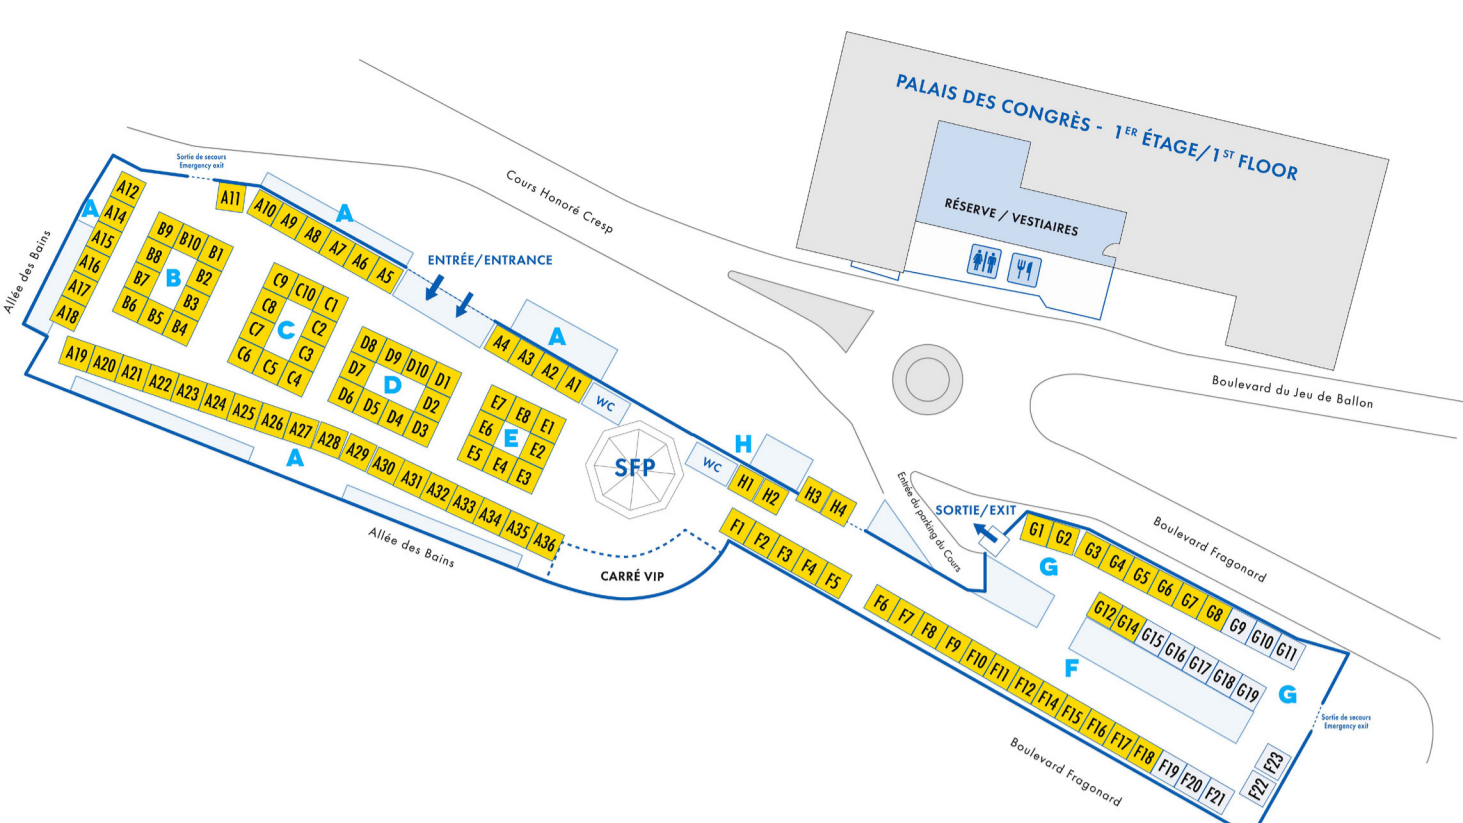 PALAIS DES CONGRÈS - 1ER ÉTAGE/1ST FLOOR
RÉSERVE / VESTIAIRES
Cours Honoré Cresp
Boulevard du Jeu de Ballon
Sortie de secours
Emergency exit
Allée des Bains
ENTRÉE/ENTRANCE
A
A12
A14
A15
A16
A17
A18
A11
A
A10
A9
A8
A7
A6
A5
A
A4
A3
A2
A1
WC
B9
B10
B1
B8
B2
B
B7
B3
B6
B5
B4
C9
C10
C1
C8
C2
C
C7
C3
C6
C5
C4
D8
D9
D10
D1
D7
D
D2
D6
D5
D4
D3
E7
E8
E1
E6
E
E2
E5
E4
E3
A19
A20
A21
A22
A23
A24
A25
A26
A27
A28
A29
A30
A31
A32
A33
A34
A35
A36
A
Allée des Bains
SFP
CARRÉ VIP
H
WC
H1
H2
H3
H4
Entrée du parking du Cours
SORTIE/EXIT
F1
F2
F3
F4
F5
F6
F7
F8
F9
F10
F11
F12
F14
F15
F16
F17
F18
F19
F20
F21
F22
F23
F
G1
G2
G3
G4
G5
G6
G7
G8
G9
G10
G11
G
G12
G14
G15
G16
G17
G18
G19
G
Boulevard Fragonard
Sortie de secours
Emergency exit
Boulevard Fragonard